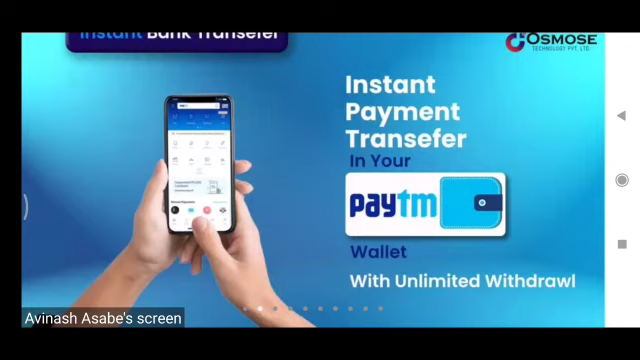 Instant Bank Transefer
OSMOSE
TECHNOLOGY PVT. LTD.
Instant
Payment
Transefer
In Your
paytm
Wallet
With Unlimited Withdrawl
Avinash Asabe's screen